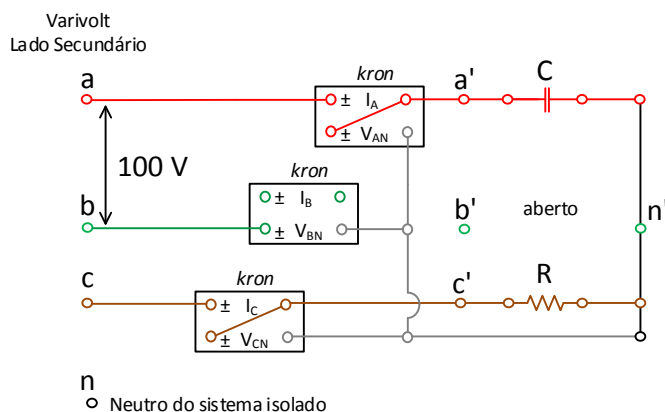 Varivolt
Lado Secundário
a
kron
± I_A
± V_AN
a'
C
100 V
b
kron
± I_B
± V_BN
b'
aberto
n'
c
kron
± I_C
± V_CN
c'
R
n
Neutro do sistema isolado